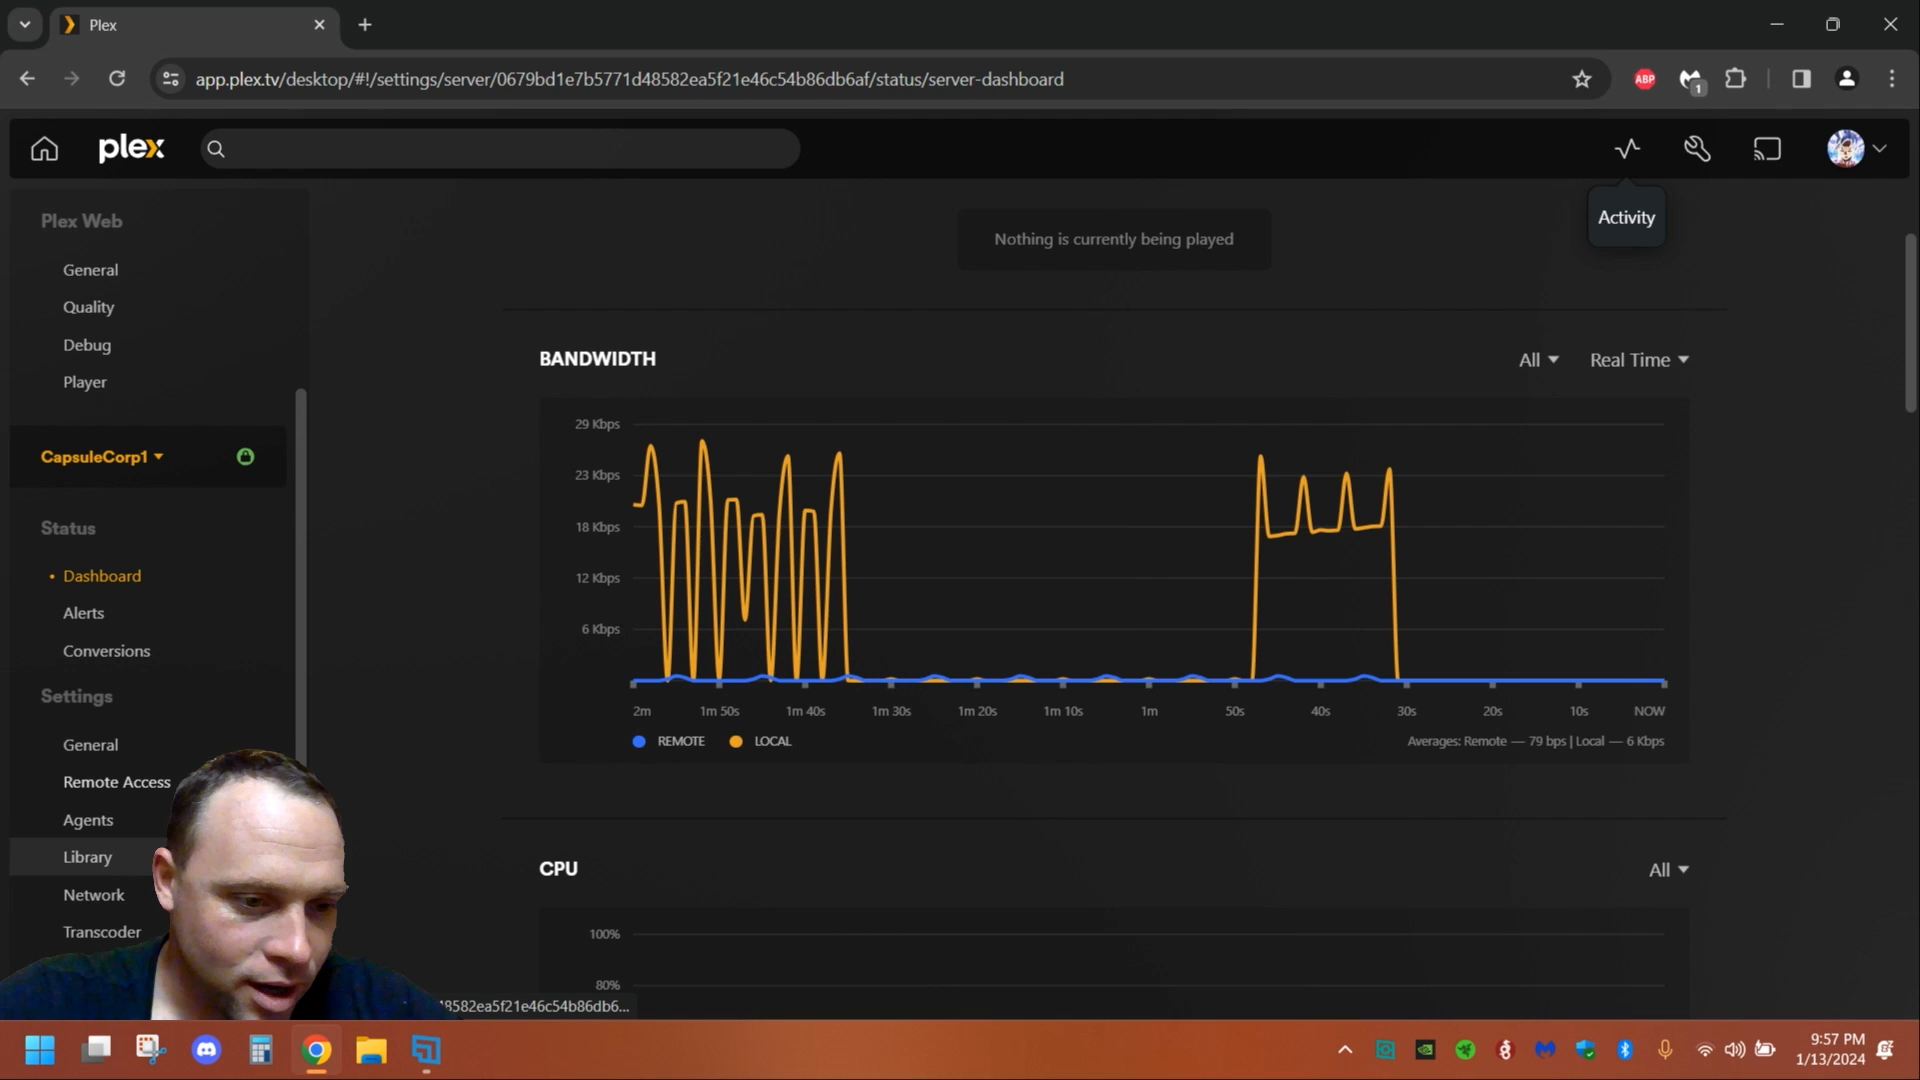 Plex
app.plex.tv/desktop/#!/settings/server/0679bd1e7b5771d48582ea5f21e46c54b86db6af/status/server-dashboard
ABP
1
plex
Activity
Plex Web
General
Quality
Debug
Player
CapsuleCorp1
Status
• Dashboard
Alerts
Conversions
Settings
General
Remote Access
Agents
Library
Network
Transcoder
Nothing is currently being played
BANDWIDTH
All
Real Time
29 Kbps
23 Kbps
18 Kbps
12 Kbps
6 Kbps
2m 1m 50s 1m 40s 1m 30s 1m 20s 1m 10s 1m 50s 40s 30s 20s 10s NOW
REMOTE LOCAL
Averages: Remote — 79 bps | Local — 6 Kbps
CPU
All
100%
80%
48582ea5f21e46c54b86db6...
9:57 PM
1/13/2024